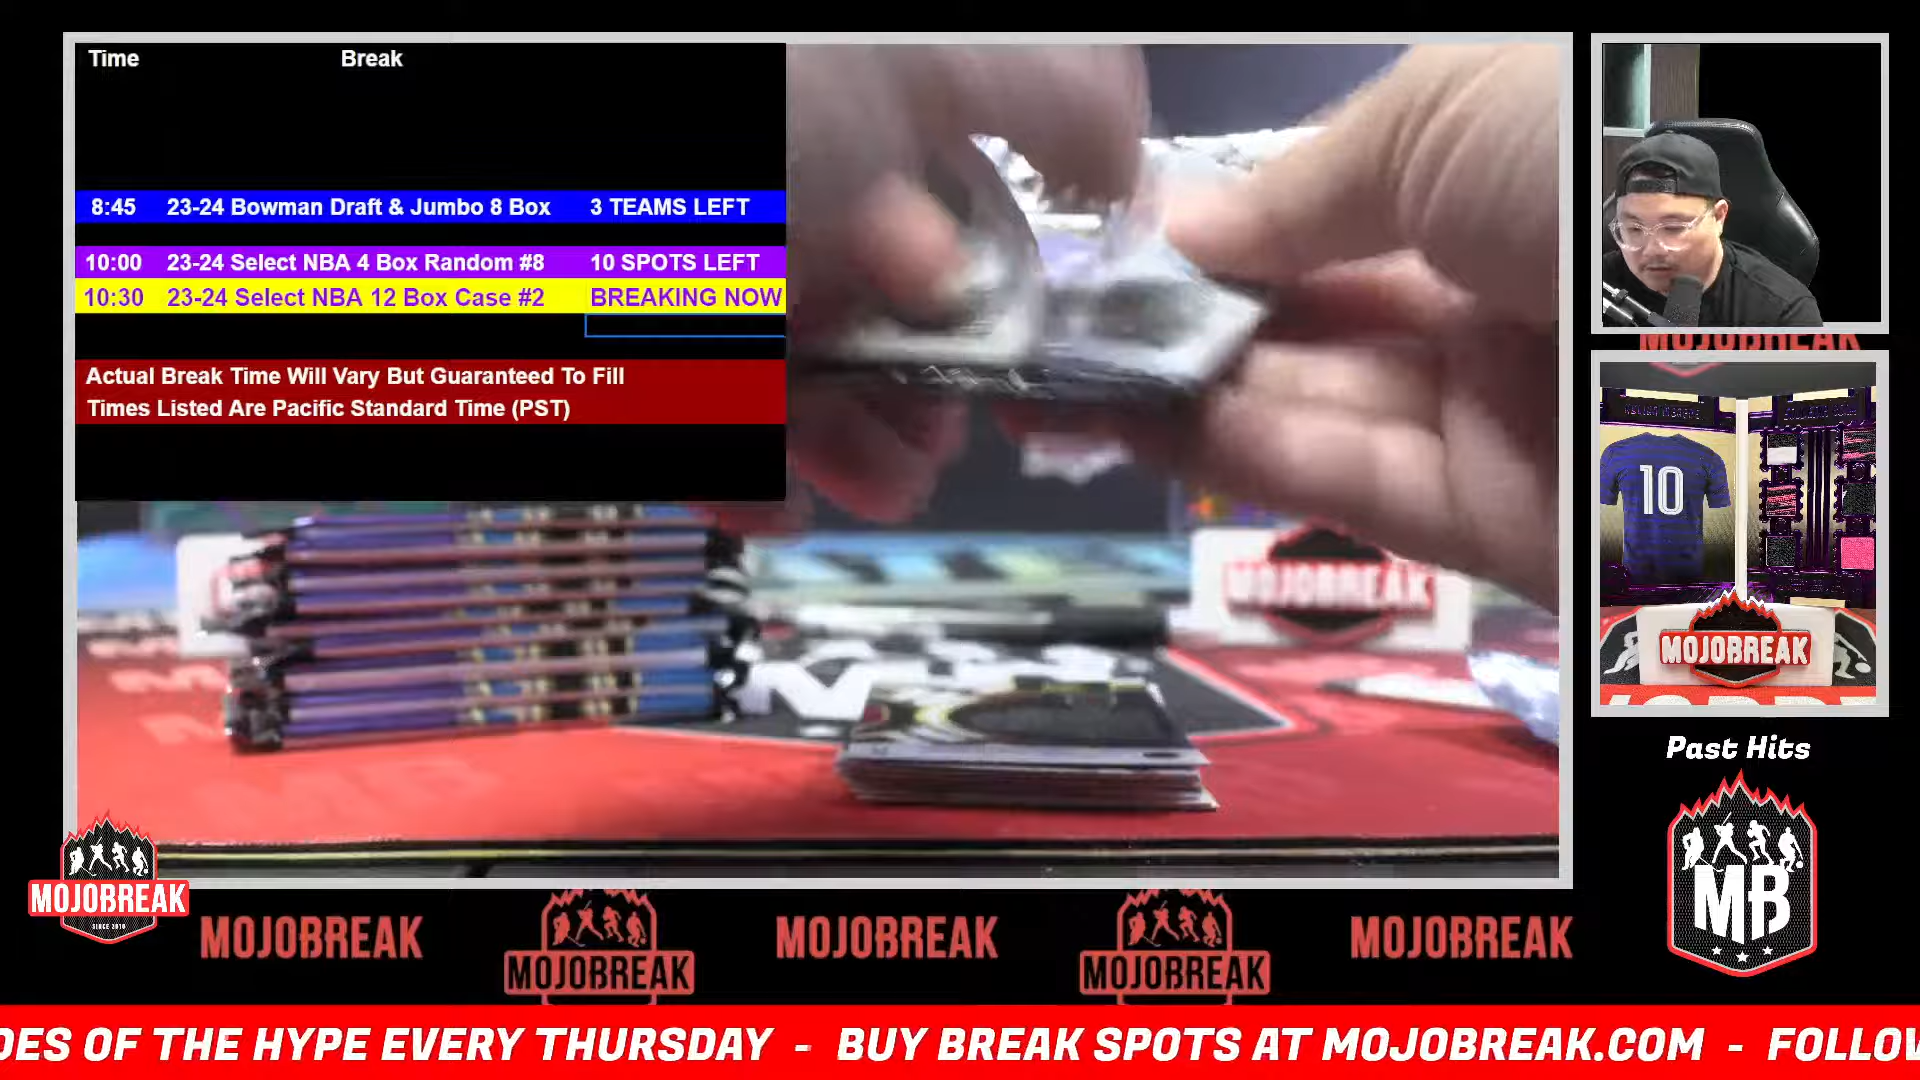 Time Break
8:45 23-24 Bowman Draft & Jumbo 8 Box 3 TEAMS LEFT
10:00 23-24 Select NBA 4 Box Random #8 10 SPOTS LEFT
10:30 23-24 Select NBA 12 Box Case #2 BREAKING NOW
Actual Break Time Will Vary But Guaranteed To Fill
Times Listed Are Pacific Standard Time (PST)
MOJOBREAK
10
MOJOBREAK
Past Hits
MB
MOJOBREAK
SINCE 2010
MOJOBREAK MOJOBREAK MOJOBREAK MOJOBREAK MOJOBREAK
DES OF THE HYPE EVERY THURSDAY - BUY BREAK SPOTS AT MOJOBREAK.COM - FOLLOW